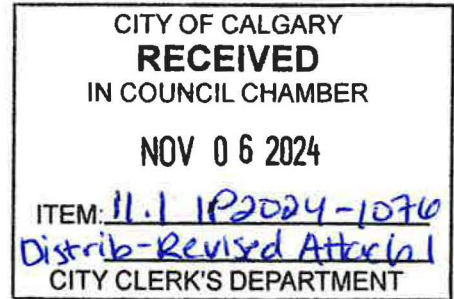 CITY OF CALGARY
RECEIVED
IN COUNCIL CHAMBER
NOV 06 2024
ITEM: 11.1 IP2024-1076
Distrib-Revised Attach 1
CITY CLERK'S DEPARTMENT